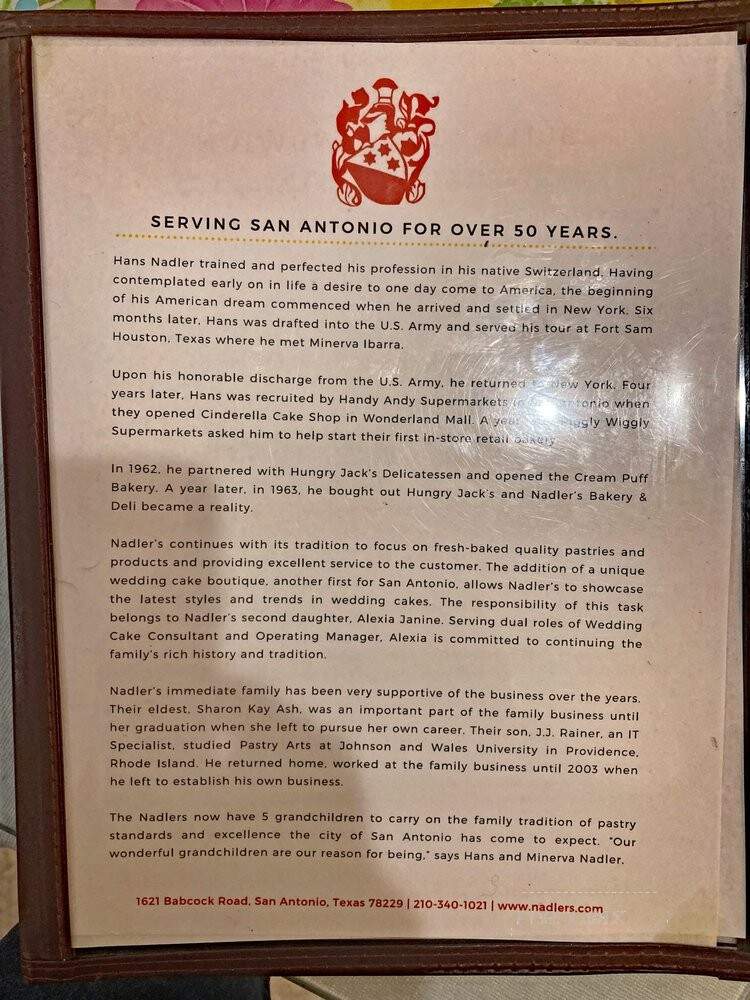 SERVING SAN ANTONIO FOR OVER 50 YEARS.
Hans Nadler trained and perfected his profession in his native Switzerland. Having
contemplated early on in life a desire to one day come to America, the beginning
of his American dream commenced when he arrived and settled in New York. Six
months later, Hans was drafted into the U.S. Army and served his tour at Fort Sam
Houston, Texas where he met Minerva Ibarra.
Upon his honorable discharge from the U.S. Army, he returned to New York. Four
years later, Hans was recruited by Handy Andy Supermarkets Antonio when
they opened Cinderella Cake Shop in Wonderland Mall. A year Piggly Wiggly
Supermarkets asked him to help start their first in-store retail bakery
In 1962, he partnered with Hungry Jack's Delicatessen and opened the Cream Puff
Bakery. A year later, in 1963, he bought out Hungry Jack's and Nadler's Bakery &
Deli became a reality.
Nadler's continues with its tradition to focus on fresh-baked quality pastries and
products and providing excellent service to the customer. The addition of a unique
wedding cake boutique, another first for San Antonio, allows Nadler's to showcase
the latest styles and trends in wedding cakes. The responsibility of this task
belongs to Nadler's second daughter, Alexia Janine. Serving dual roles of Wedding
Cake Consultant and Operating Manager, Alexia is committed to continuing the
family's rich history and tradition.
Nadler's immediate family has been very supportive of the business over the years.
Their eldest, Sharon Kay Ash, was an important part of the family business until
her graduation when she left to pursue her own career. Their son, J.J. Rainer, an IT
Specialist, studied Pastry Arts at Johnson and Wales University in Providence,
Rhode Island. He returned home, worked at the family business until 2003 when
he left to establish his own business.
The Nadlers now have 5 grandchildren to carry on the family tradition of pastry
standards and excellence the city of San Antonio has come to expect. "Our
wonderful grandchildren are our reason for being," says Hans and Minerva Nadler.
1621 Babcock Road, San Antonio, Texas 78229 | 210-340-1021 | www.nadlers.com